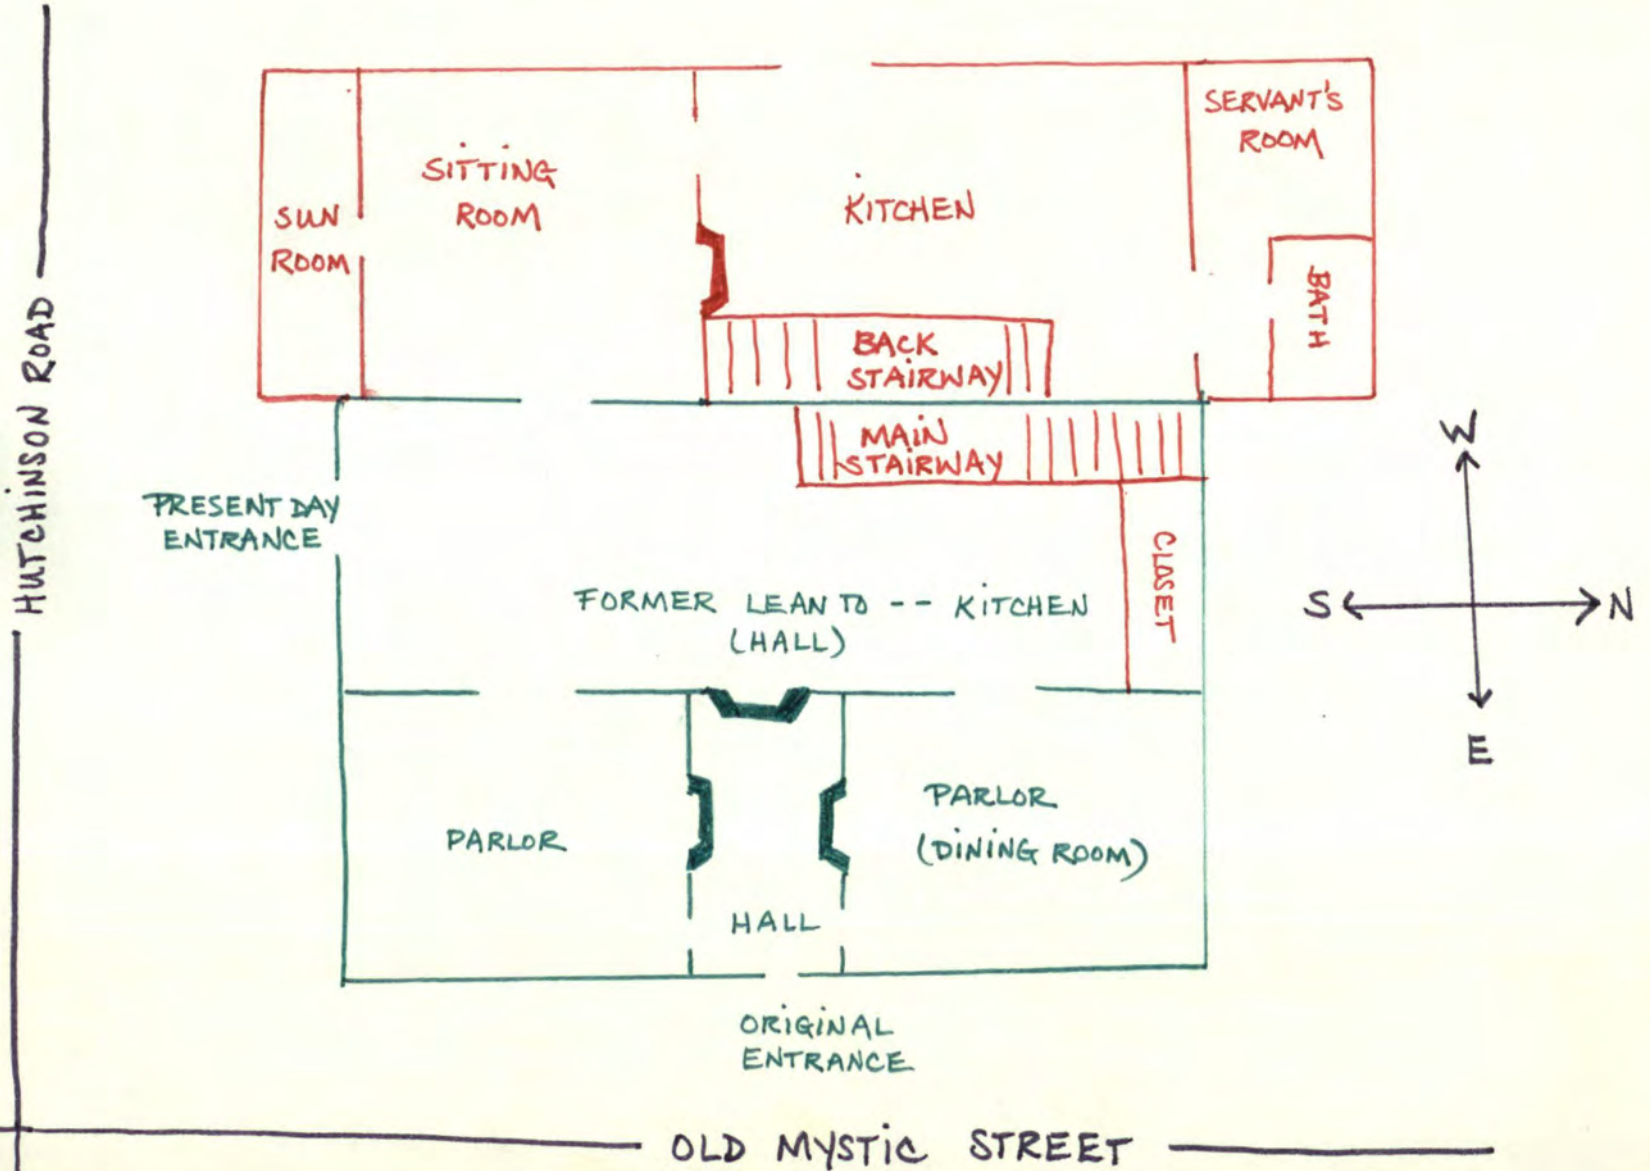 SERVANT'S
ROOM
SITTING
ROOM
KITCHEN
SUN
ROOM
BATH
BACK
STAIRWAY
MAIN
STAIRWAY
HUTCHINSON ROAD
PRESENT DAY
ENTRANCE
CLOSET
FORMER LEAN TO -- KITCHEN
(HALL)
W
S
N
E
PARLOR
PARLOR
(DINING ROOM)
HALL
ORIGINAL
ENTRANCE
OLD MYSTIC STREET